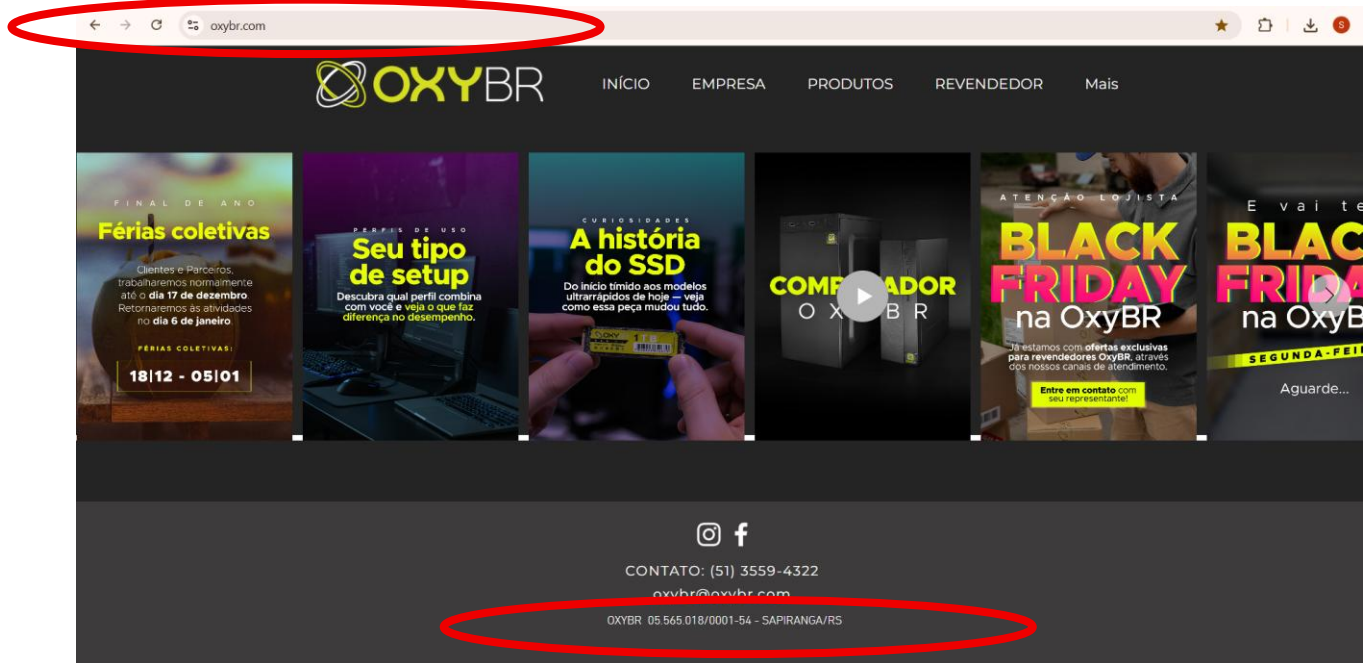 oxybr.com
S
OXYBR
INÍCIO EMPRESA PRODUTOS REVENDEDOR Mais
FINAL DE ANO
Férias coletivas
Clientes e Parceiros,
trabalharemos normalmente
até o dia 17 de dezembro.
Retornaremos às atividades
no dia 6 de janeiro.
FÉRIAS COLETIVAS:
18|12 - 05|01
PERFIS DE USO
Seu tipo
de setup
Descubra qual perfil combina
com você e veja o que faz
diferença no desempenho.
CURIOSIDADES
A história
do SSD
Do início tímido aos modelos
ultrarrápidos de hoje — veja
como essa peça mudou tudo.
OXY
COMP ADOR
OX BR
ATENÇÃO LOJISTA
BLACK
FRIDAY
na OxyBR
Já estamos com ofertas exclusivas
para revendedores OxyBR, através
dos nossos canais de atendimento.
Entre em contato com
seu representante!
E vai te
BLAC
FRIDA
na OxyB
SEGUNDA-FEI
Aguarde...
CONTATO: (51) 3559-4322
oxybr@oxybr.com
OXYBR 05.565.018/0001-54 - SAPIRANGA/RS